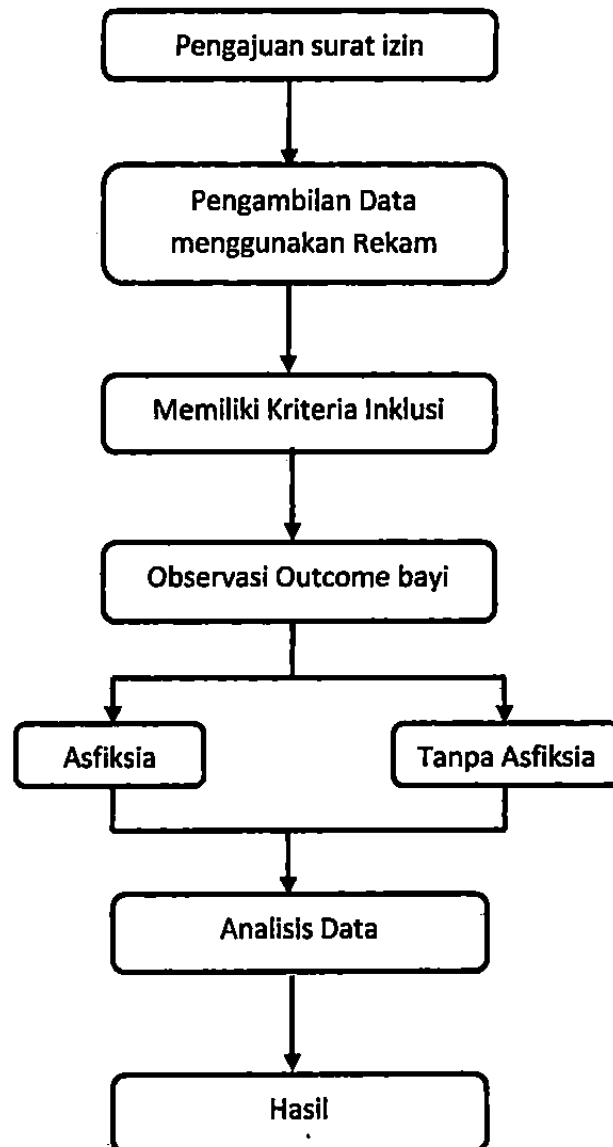 Pengajuan surat izin
Pengambilan Data
menggunakan Rekam
Memiliki Kriteria Inklusi
Observasi Outcome bayi
Asfiksia
Tanpa Asfiksia
Analisis Data
Hasil